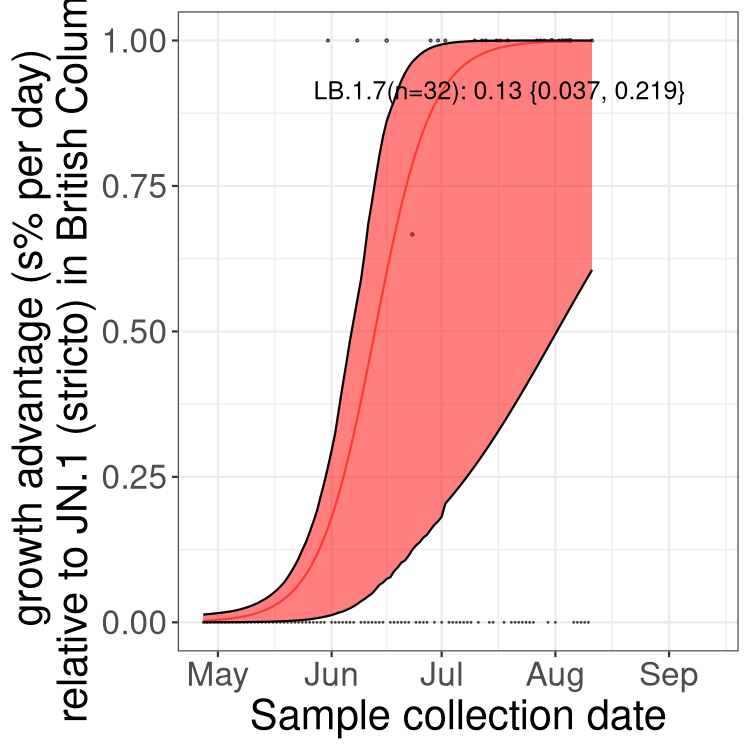 growth advantage (s% per day)
relative to JN.1 (stricto) in British Colum
1.00
0.75
0.50
0.25
0.00
LB.1.7(n=32): 0.13 {0.037, 0.219}
May Jun Jul Aug Sep
Sample collection date